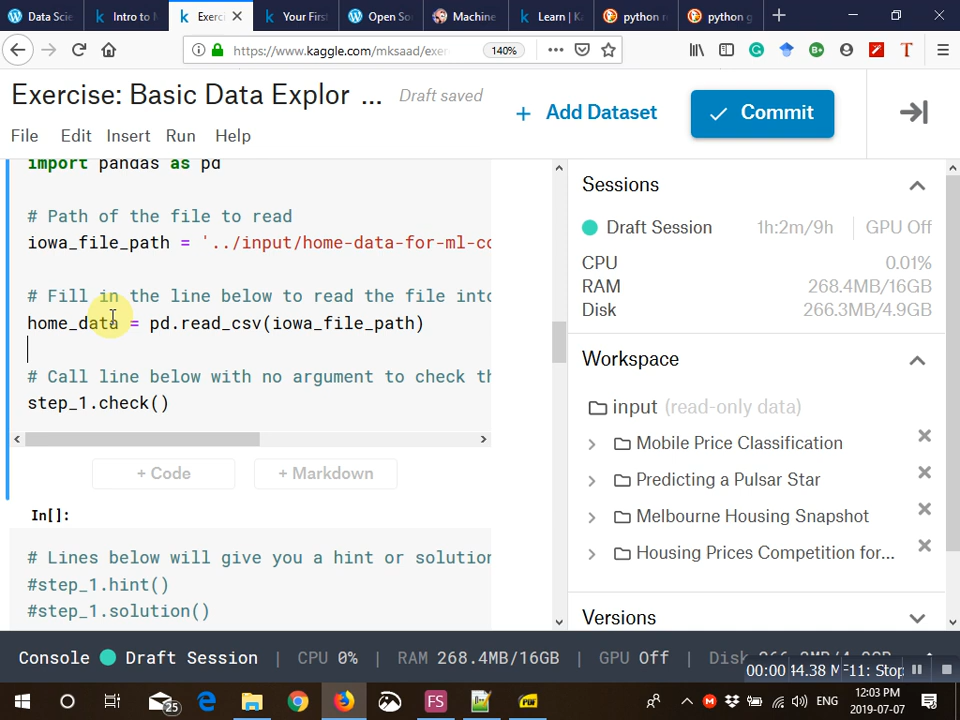 Data Scie
Intro to M
Exerci
Your Firs
Open So
Machine
Learn | Ka
python n
python g
https://www.kaggle.com/mksaad/exer
140%
Exercise: Basic Data Explor ...
Draft saved
+ Add Dataset
Commit
File Edit Insert Run Help
import pandas as pd
# Path of the file to read
iowa_file_path = '../input/home-data-for-ml-co
# Fill in the line below to read the file into
home_data = pd.read_csv(iowa_file_path)
# Call line below with no argument to check th
step_1.check()
+ Code
+ Markdown
In[]:
# Lines below will give you a hint or solution
#step_1.hint()
#step_1.solution()
Sessions
Draft Session 1h:2m/9h GPU Off
CPU 0.01%
RAM 268.4MB/16GB
Disk 266.3MB/4.9GB
Workspace
input (read-only data)
Mobile Price Classification
Predicting a Pulsar Star
Melbourne Housing Snapshot
Housing Prices Competition for...
Versions
Console Draft Session | CPU 0% | RAM 268.4MB/16GB | GPU Off | Disk
00:00 44.38 M F11: Stop
25
FS
PDF
ENG
12:03 PM
2019-07-07